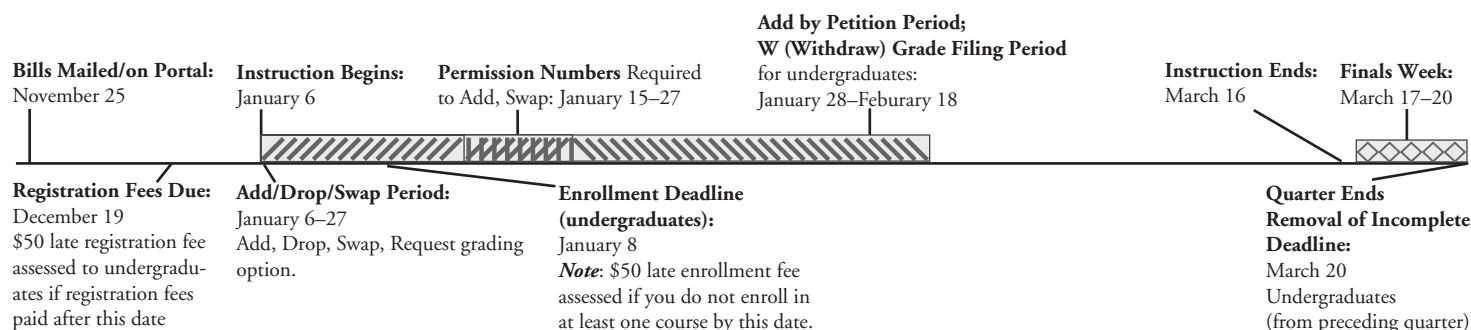 Bills Mailed/on Portal:
November 25
Instruction Begins:
January 6
Permission Numbers Required
to Add, Swap: January 15–27
Add by Petition Period;
W (Withdraw) Grade Filing Period
for undergraduates:
January 28–Feburary 18
Instruction Ends:
March 16
Finals Week:
March 17–20
Registration Fees Due:
December 19
$50 late registration fee
assessed to undergradu-
ates if registration fees
paid after this date
Add/Drop/Swap Period:
January 6–27
Add, Drop, Swap, Request grading
option.
Enrollment Deadline
(undergraduates):
January 8
Note: $50 late enrollment fee
assessed if you do not enroll in
at least one course by this date.
Quarter Ends
Removal of Incomplete
Deadline:
March 20
Undergraduates
(from preceding quarter)